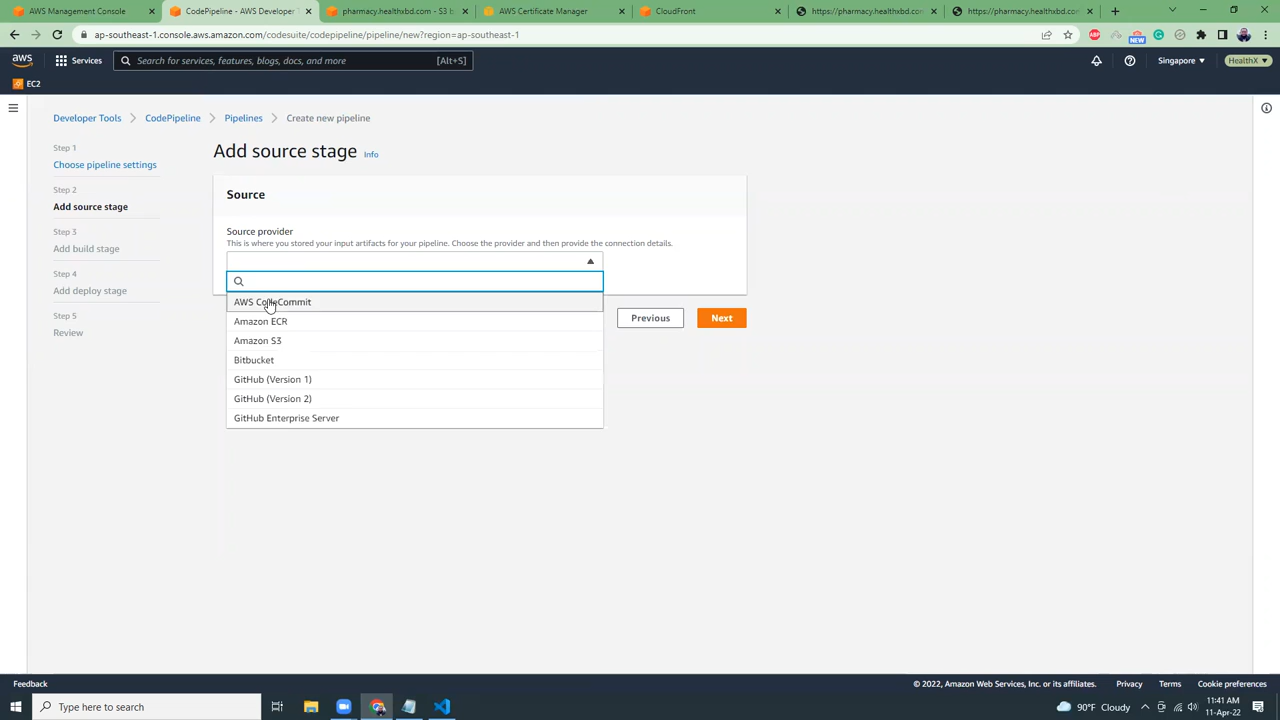 AWS Management Console
CodePipeline - AWS Developer T
pharmacy.healthxbd.com - S3 b
AWS Certificate Manager
CloudFront
https://pharmacy.healthxbd.co
https://pharmacy.healthxbd.co
ap-southeast-1.console.aws.amazon.com/codesuite/codepipeline/pipeline/new?region=ap-southeast-1
ABP
NEW
aws
Services
Search for services, features, blogs, docs, and more
[Alt+S]
Singapore
HealthX
EC2
Developer Tools
CodePipeline
Pipelines
Create new pipeline
Step 1
Choose pipeline settings
Step 2
Add source stage
Step 3
Add build stage
Step 4
Add deploy stage
Step 5
Review
Add source stage Info
Source
Source provider
This is where you stored your input artifacts for your pipeline. Choose the provider and then provide the connection details.
AWS CodeCommit
Amazon ECR
Amazon S3
Bitbucket
GitHub (Version 1)
GitHub (Version 2)
GitHub Enterprise Server
Previous
Next
Feedback
© 2022, Amazon Web Services, Inc. or its affiliates.
Privacy
Terms
Cookie preferences
Type here to search
90°F Cloudy
11:41 AM
11-Apr-22